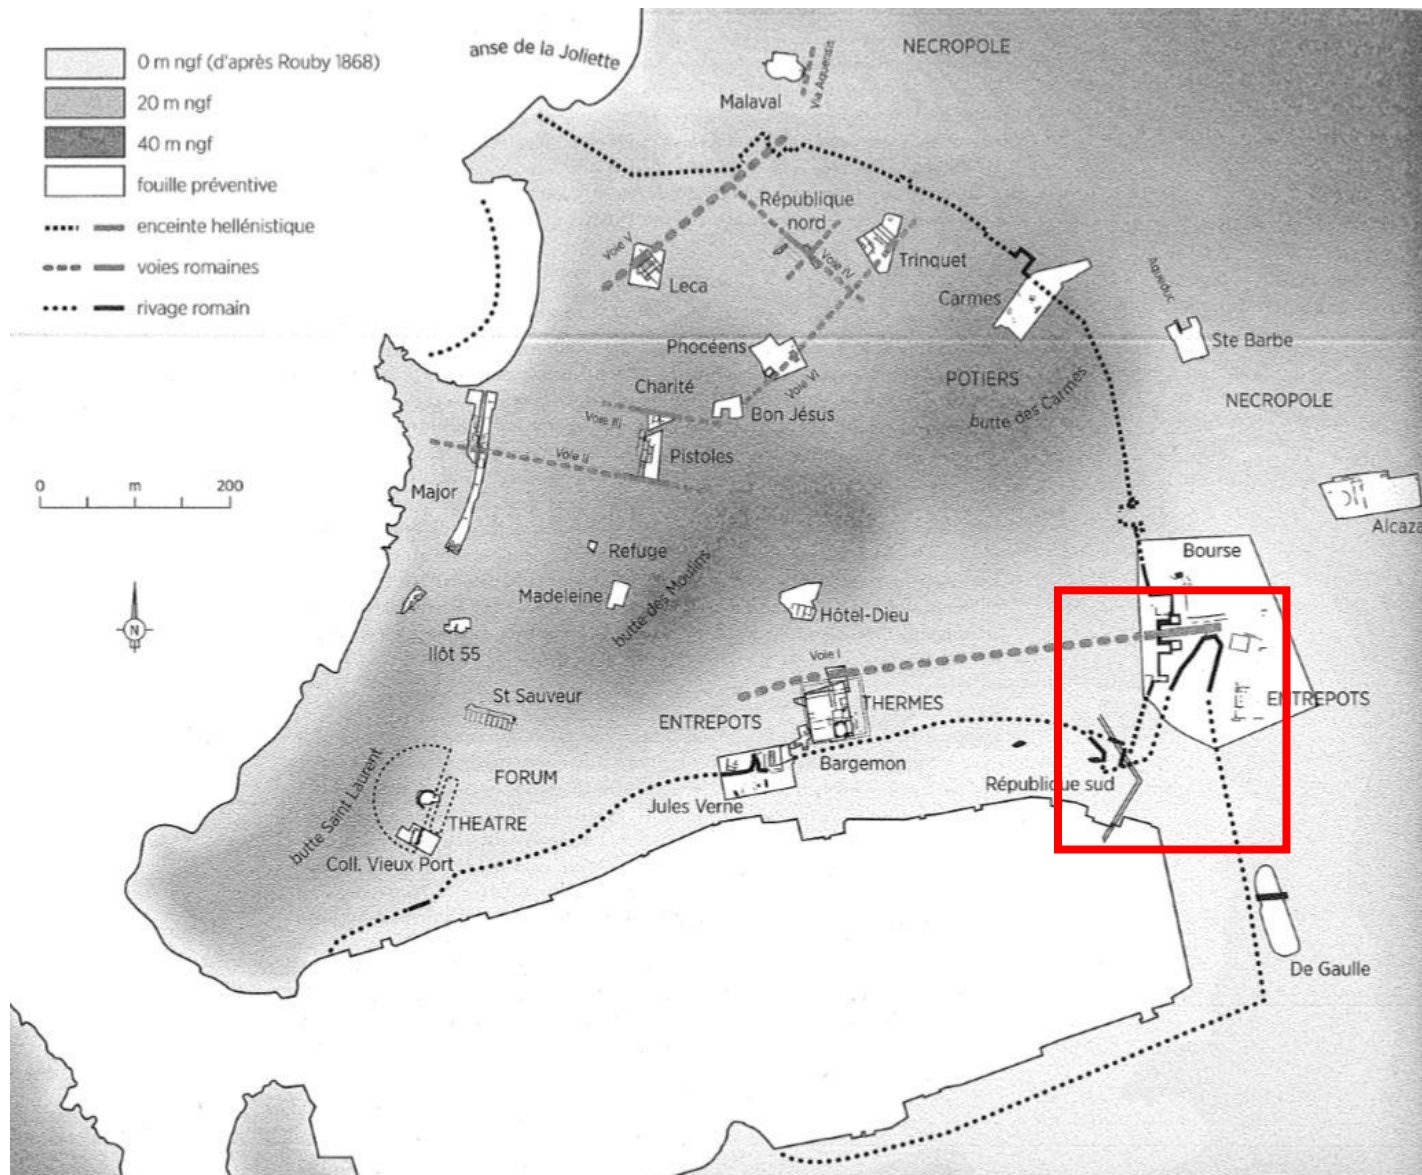 0 m ngf (d'après Rouby 1868)
20 m ngf
40 m ngf
fouille préventive
enceinte hellénistique
voies romaines
rivage romain
anse de la Joliette
NECROPOLE
Malaval
Via Aquensis
République
nord
Voie V
Voie IV
Leca
Trinquet
Carmes
Aqueduc
Ste Barbe
Phocéens
POTIERS
butte des Carmes
NECROPOLE
Charité
Voie VI
Voie III
Bon Jésus
Voie II
Pistoles
0 m 200
Major
Alcaza
Refuge
Bourse
Madeleine
butte des Moulins
Hôtel-Dieu
N
Ilôt 55
Voie I
St Sauveur
ENTREPOTS
THERMES
ENTREPOTS
butte Saint Laurent
FORUM
Bargemon
République sud
Jules Verne
THEATRE
Coll. Vieux Port
De Gaulle